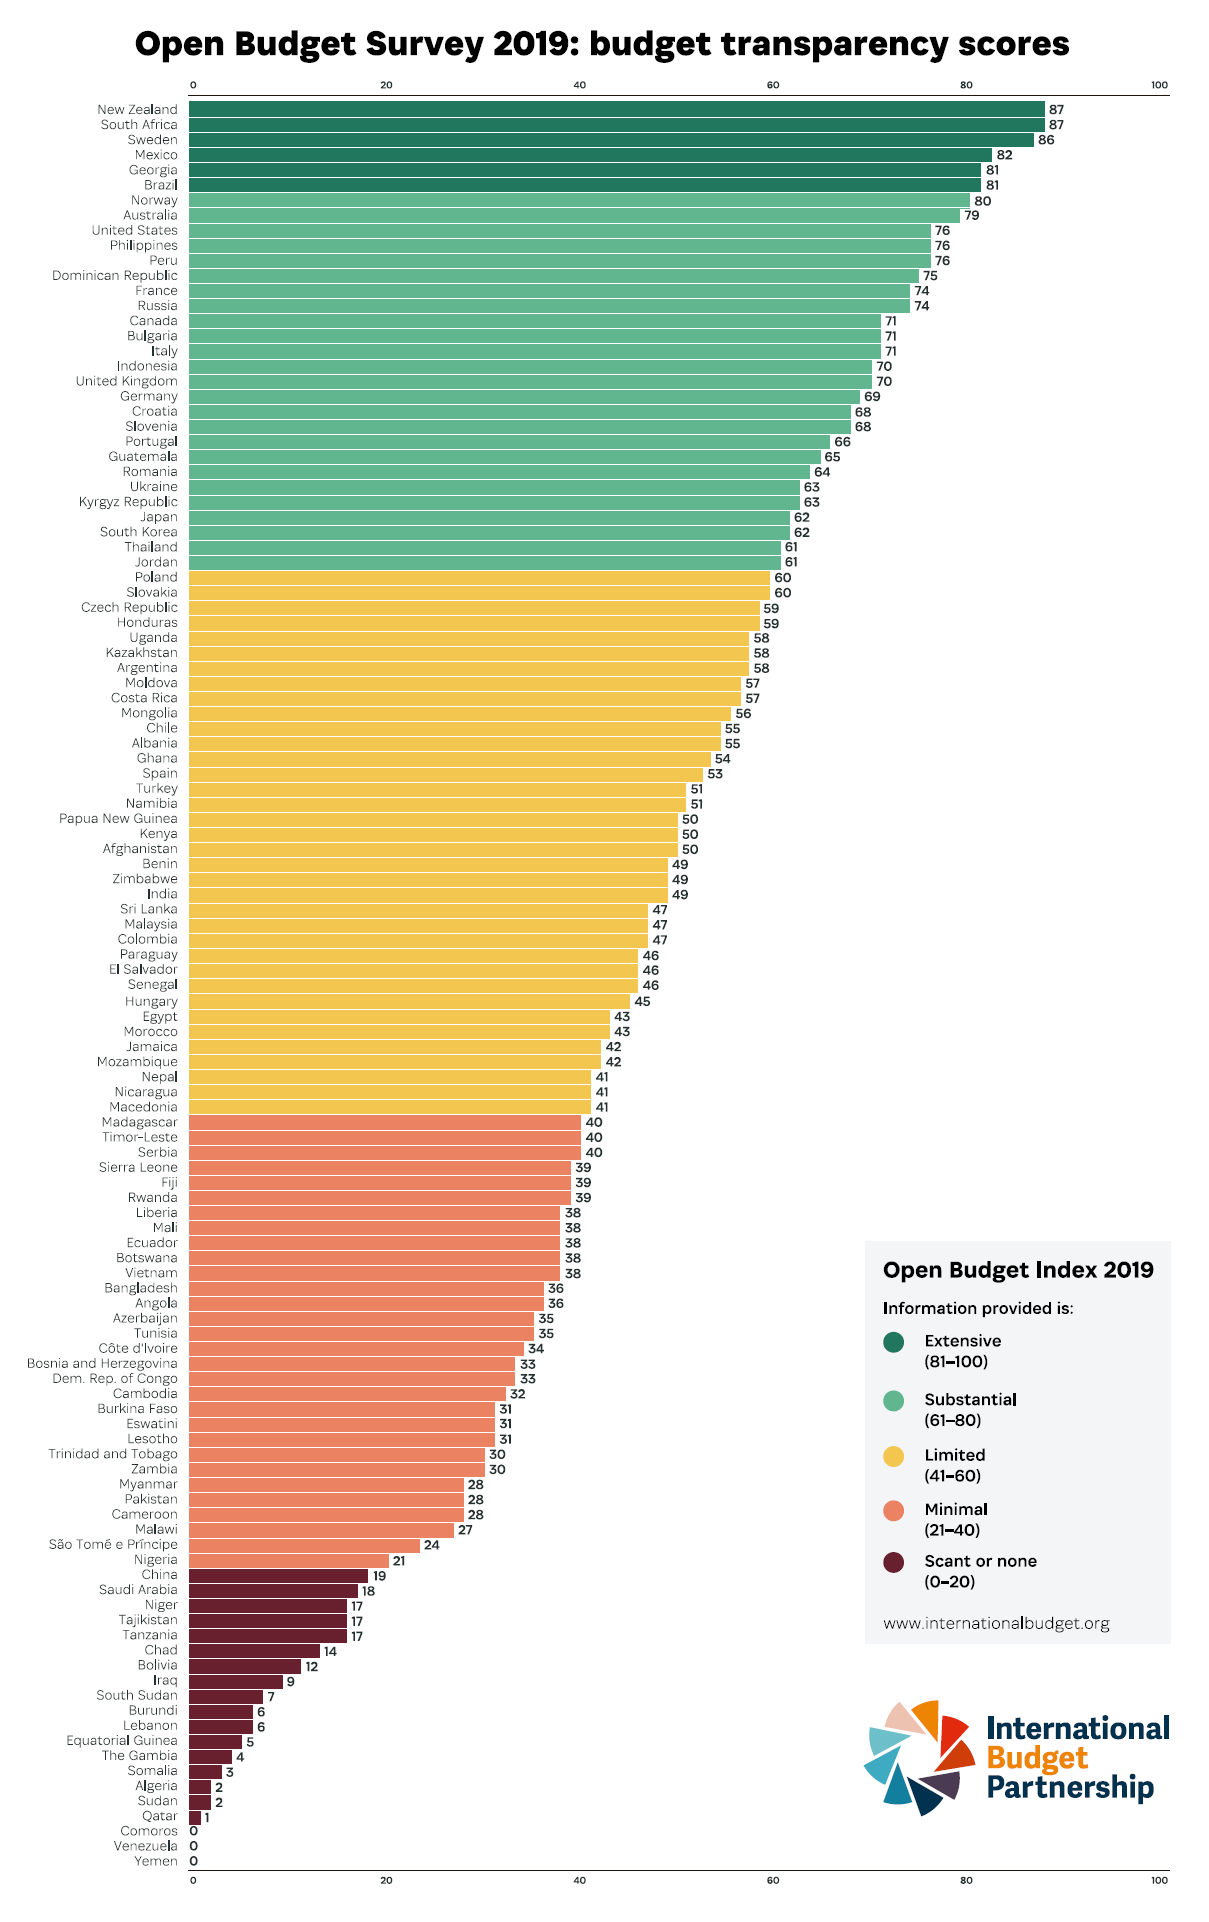 Open Budget Survey 2019: budget transparency scores
0 20 40 60 80 100
New Zealand 87
South Africa 87
Sweden 86
Mexico 82
Georgia 81
Brazil 81
Norway 80
Australia 79
United States 76
Philippines 76
Peru 76
Dominican Republic 75
France 74
Russia 74
Canada 71
Bulgaria 71
Italy 71
Indonesia 70
United Kingdom 70
Germany 69
Croatia 68
Slovenia 68
Portugal 66
Guatemala 65
Romania 64
Ukraine 63
Kyrgyz Republic 63
Japan 62
South Korea 62
Thailand 61
Jordan 61
Poland 60
Slovakia 60
Czech Republic 59
Honduras 59
Uganda 58
Kazakhstan 58
Argentina 58
Moldova 57
Costa Rica 57
Mongolia 56
Chile 55
Albania 55
Ghana 54
Spain 53
Turkey 51
Namibia 51
Papua New Guinea 50
Kenya 50
Afghanistan 50
Benin 49
Zimbabwe 49
India 49
Sri Lanka 47
Malaysia 47
Colombia 47
Paraguay 46
El Salvador 46
Senegal 46
Hungary 45
Egypt 43
Morocco 43
Jamaica 42
Mozambique 42
Nepal 41
Nicaragua 41
Macedonia 41
Madagascar 40
Timor-Leste 40
Serbia 40
Sierra Leone 39
Fiji 39
Rwanda 39
Liberia 38
Mali 38
Ecuador 38
Botswana 38
Vietnam 38
Bangladesh 36
Angola 36
Azerbaijan 35
Tunisia 35
Côte d'Ivoire 34
Bosnia and Herzegovina 33
Dem. Rep. of Congo 33
Cambodia 32
Burkina Faso 31
Eswatini 31
Lesotho 31
Trinidad and Tobago 30
Zambia 30
Myanmar 28
Pakistan 28
Cameroon 28
Malawi 27
São Tomé e Príncipe 24
Nigeria 21
China 19
Saudi Arabia 18
Niger 17
Tajikistan 17
Tanzania 17
Chad 14
Bolivia 12
Iraq 9
South Sudan 7
Burundi 6
Lebanon 6
Equatorial Guinea 5
The Gambia 4
Somalia 3
Algeria 2
Sudan 2
Qatar 1
Comoros 0
Venezuela 0
Yemen 0
0 20 40 60 80 100
Open Budget Index 2019
Information provided is:
Extensive
(81–100)
Substantial
(61–80)
Limited
(41–60)
Minimal
(21–40)
Scant or none
(0–20)
www.internationalbudget.org
International
Budget
Partnership